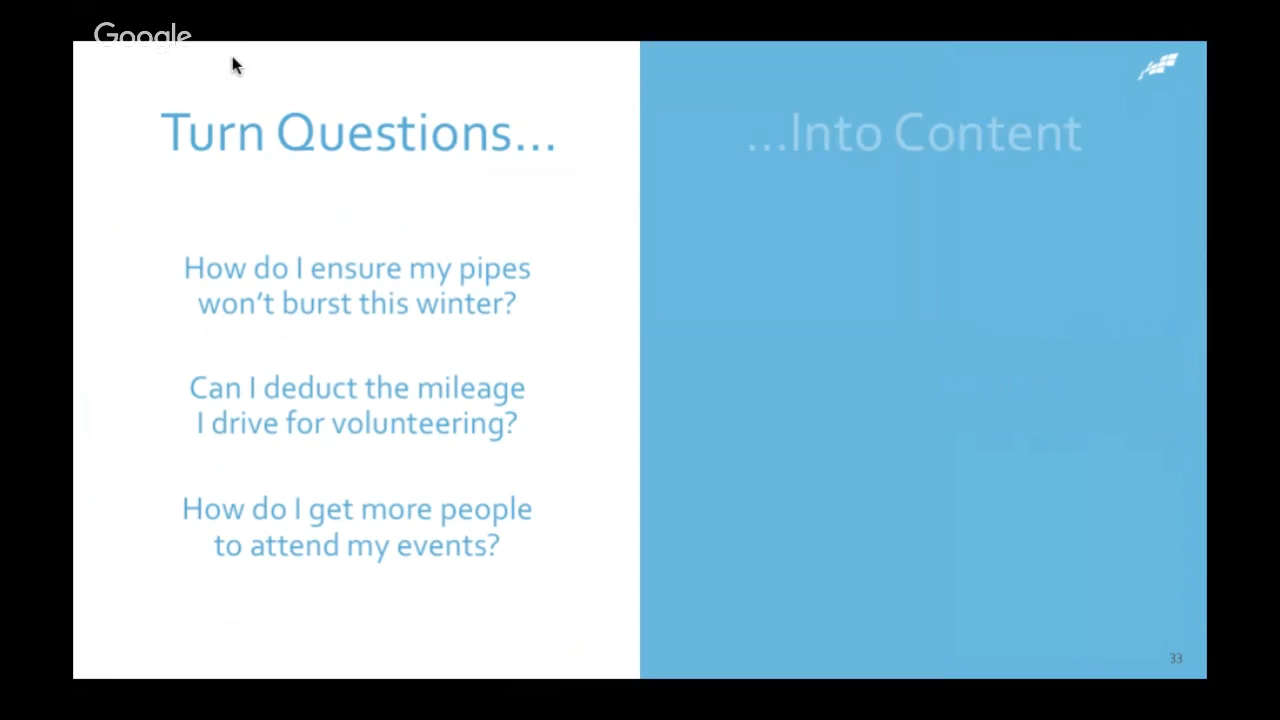 Google
Turn Questions...
...Into Content
How do I ensure my pipes
won't burst this winter?
Can I deduct the mileage
I drive for volunteering?
How do I get more people
to attend my events?
33